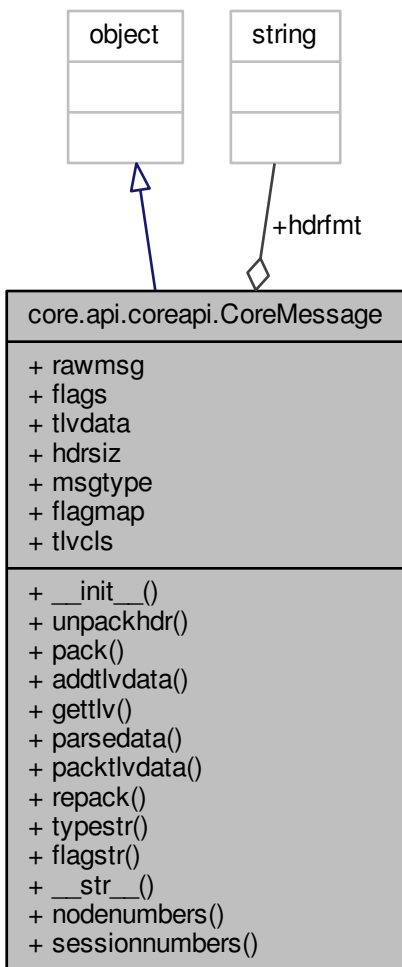 object
string
+hdrfmt
core.api.coreapi.CoreMessage
+ rawmsg
+ flags
+ tlvdata
+ hdrsiz
+ msgtype
+ flagmap
+ tlvcls
+ __init__()
+ unpackhdr()
+ pack()
+ addtlvdata()
+ gettlv()
+ parsedata()
+ packtlvdata()
+ repack()
+ typestr()
+ flagstr()
+ __str__()
+ nodenumbers()
+ sessionnumbers()